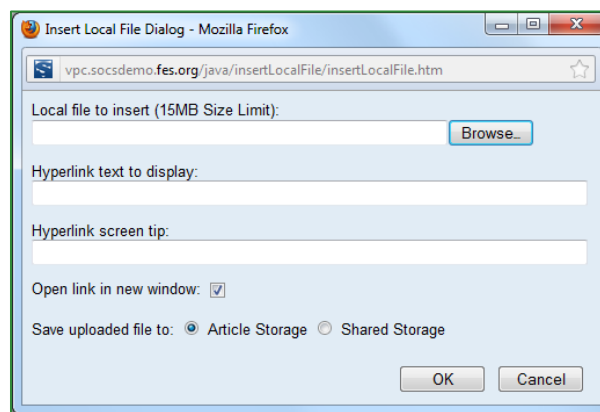 Insert Local File Dialog - Mozilla Firefox
vpc.socsdemo.fes.org/java/insertLocalFile/insertLocalFile.htm
Local file to insert (15MB Size Limit):
Browse...
Hyperlink text to display:
Hyperlink screen tip:
Open link in new window:
Save uploaded file to: Article Storage Shared Storage
OK Cancel